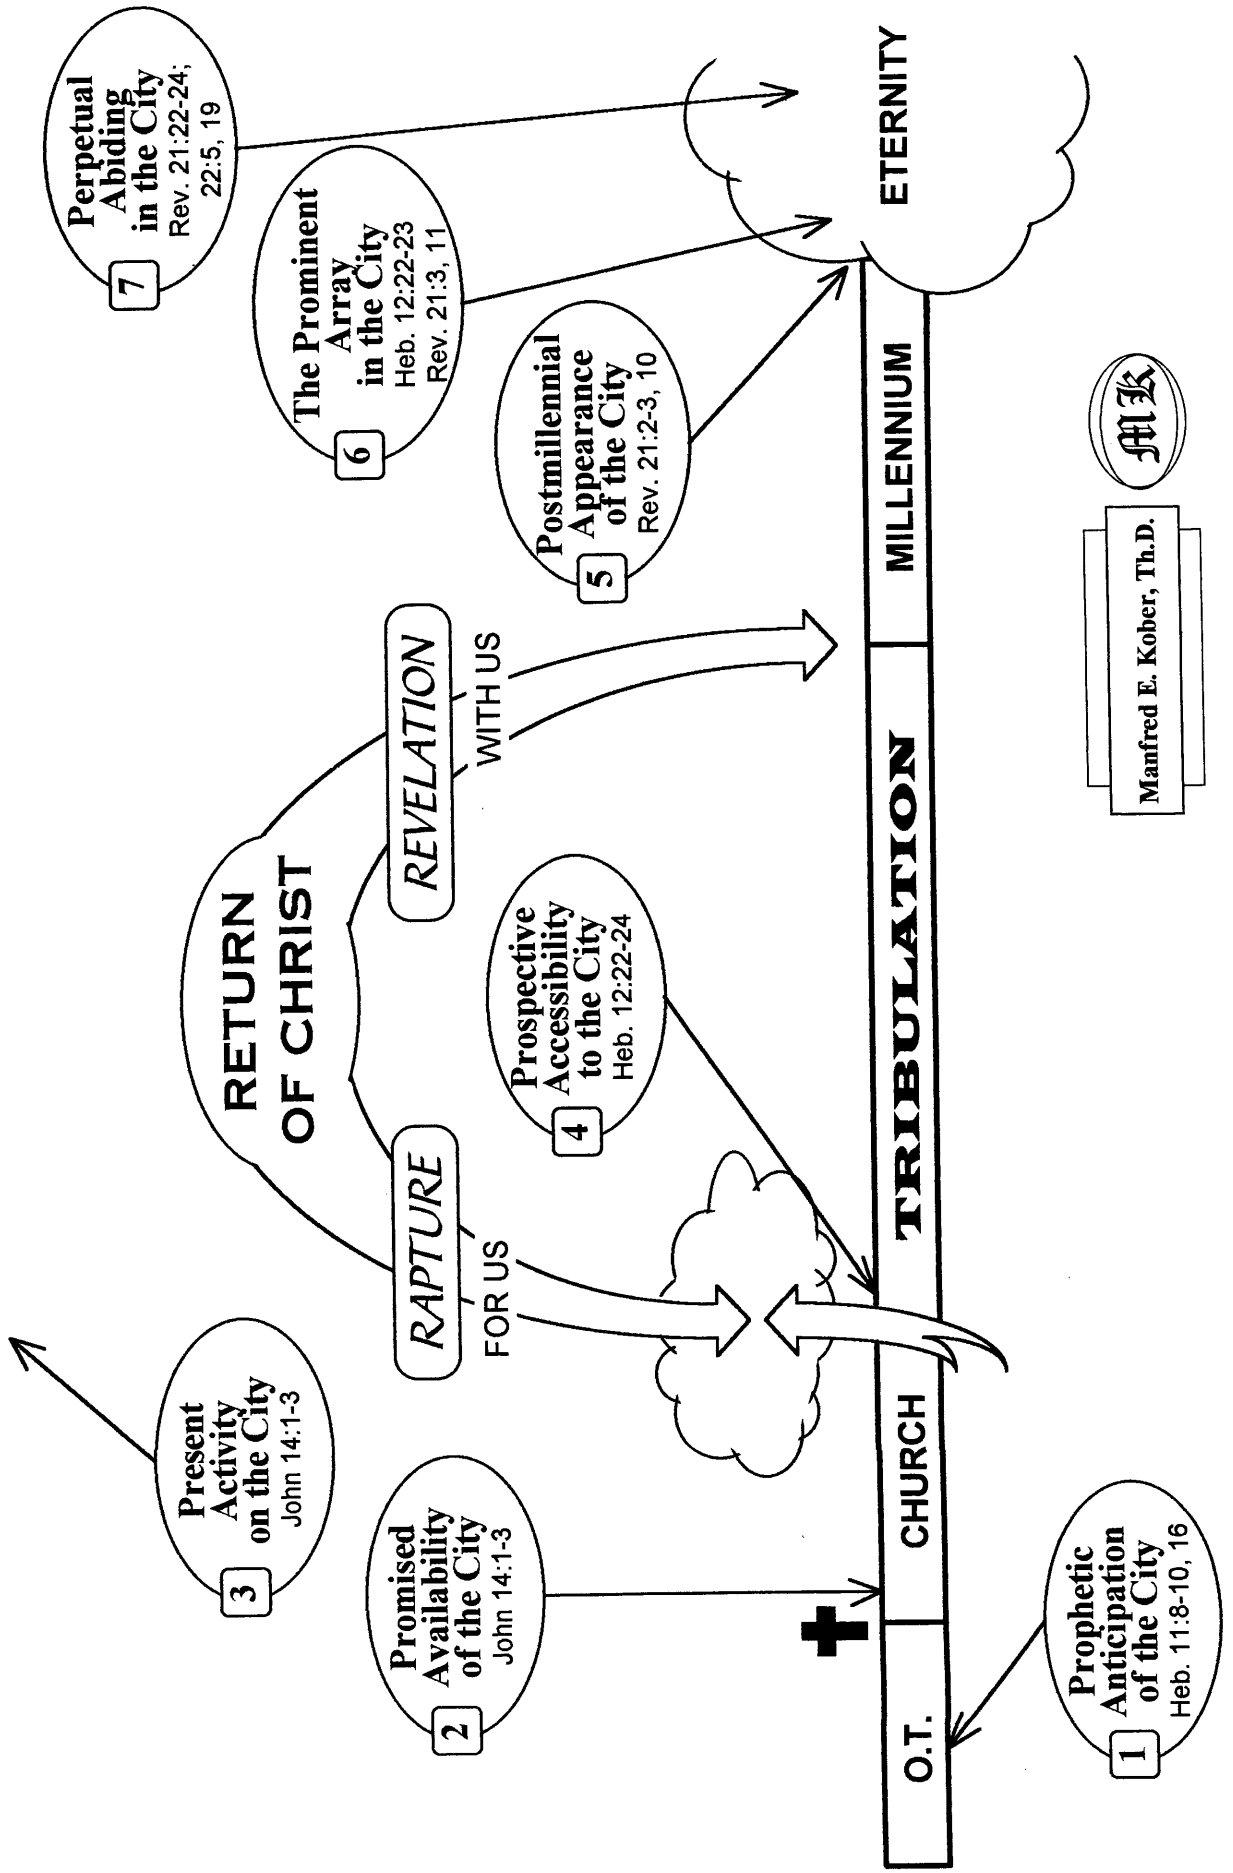 3
Present
Activity
on the City
John 14:1-3
2
Promised
Availability
of the City
John 14:1-3
RETURN
OF CHRIST
RAPTURE
FOR US
REVELATION
WITH US
4
Prospective
Accessibility
to the City
Heb. 12:22-24
5
Postmillennial
Appearance
of the City
Rev. 21:2-3, 10
6
The Prominent
Array
in the City
Heb. 12:22-23
Rev. 21:3, 11
7
Perpetual
Abiding
in the City
Rev. 21:22-24;
22:5, 19
O.T.
CHURCH
TRIBULATION
MILLENNIUM
ETERNITY
1
Prophetic
Anticipation
of the City
Heb. 11:8-10, 16
Manfred E. Kober, Th.D.
MK